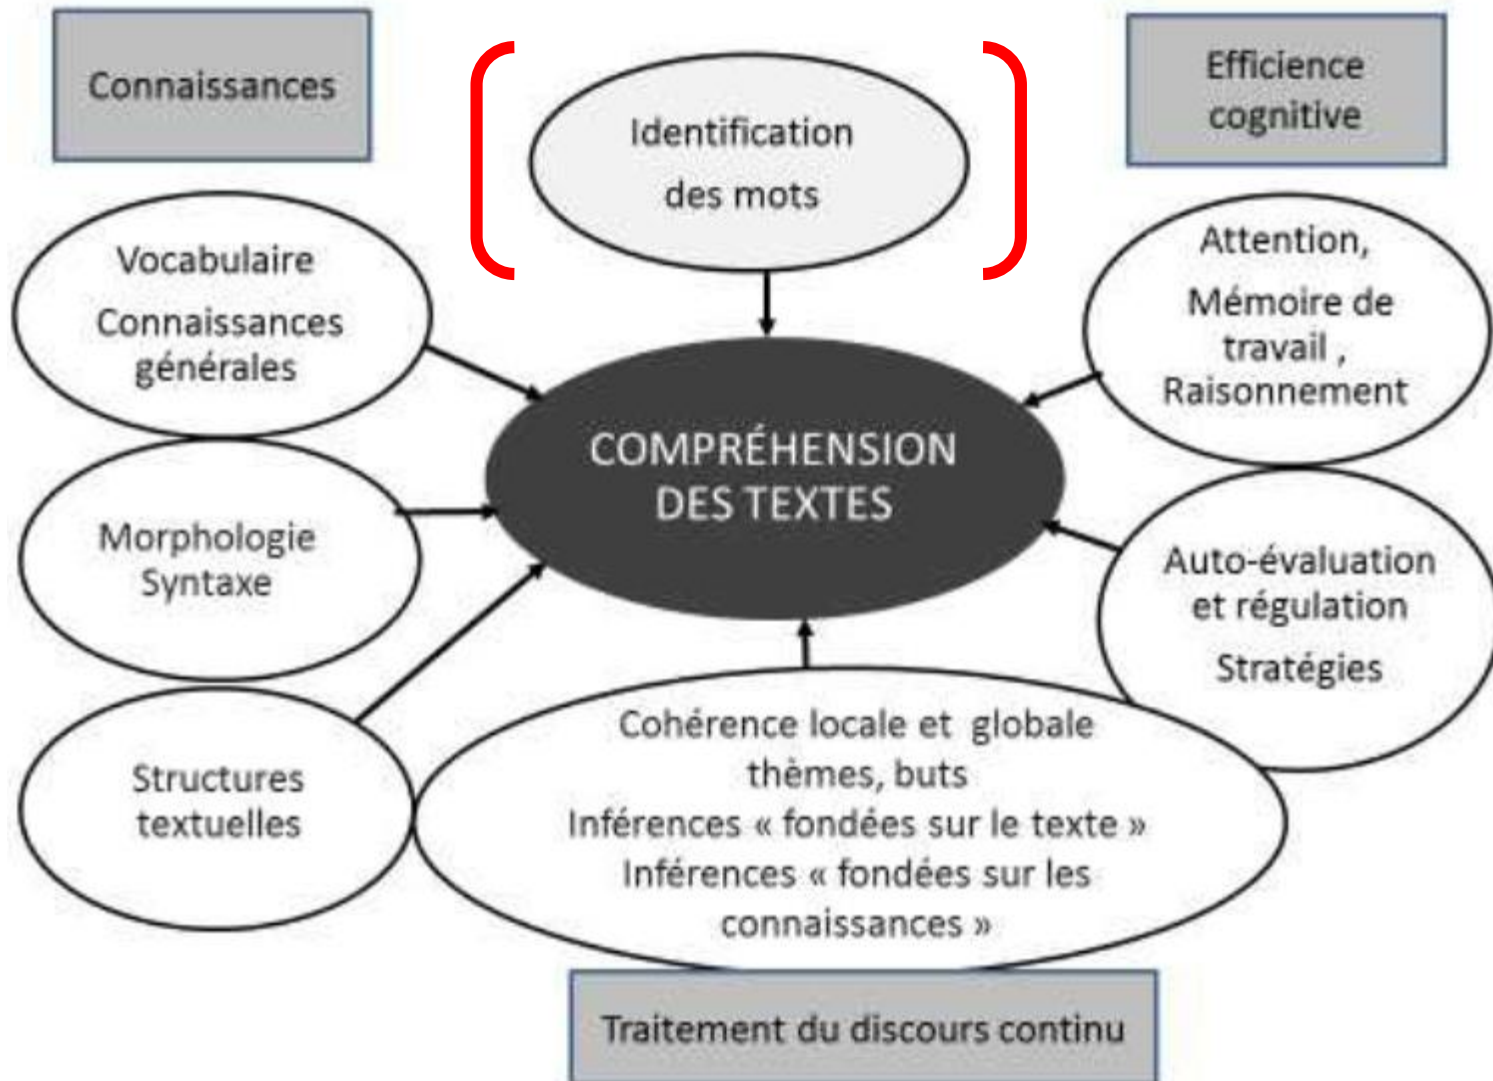 Connaissances
Identification
des mots
Efficience
cognitive
Vocabulaire
Connaissances
générales
Attention,
Mémoire de
travail ,
Raisonnement
COMPRÉHENSION
DES TEXTES
Morphologie
Syntaxe
Auto-évaluation
et régulation
Stratégies
Structures
textuelles
Cohérence locale et globale
thèmes, buts
Inférences « fondées sur le texte »
Inférences « fondées sur les
connaissances »
Traitement du discours continu